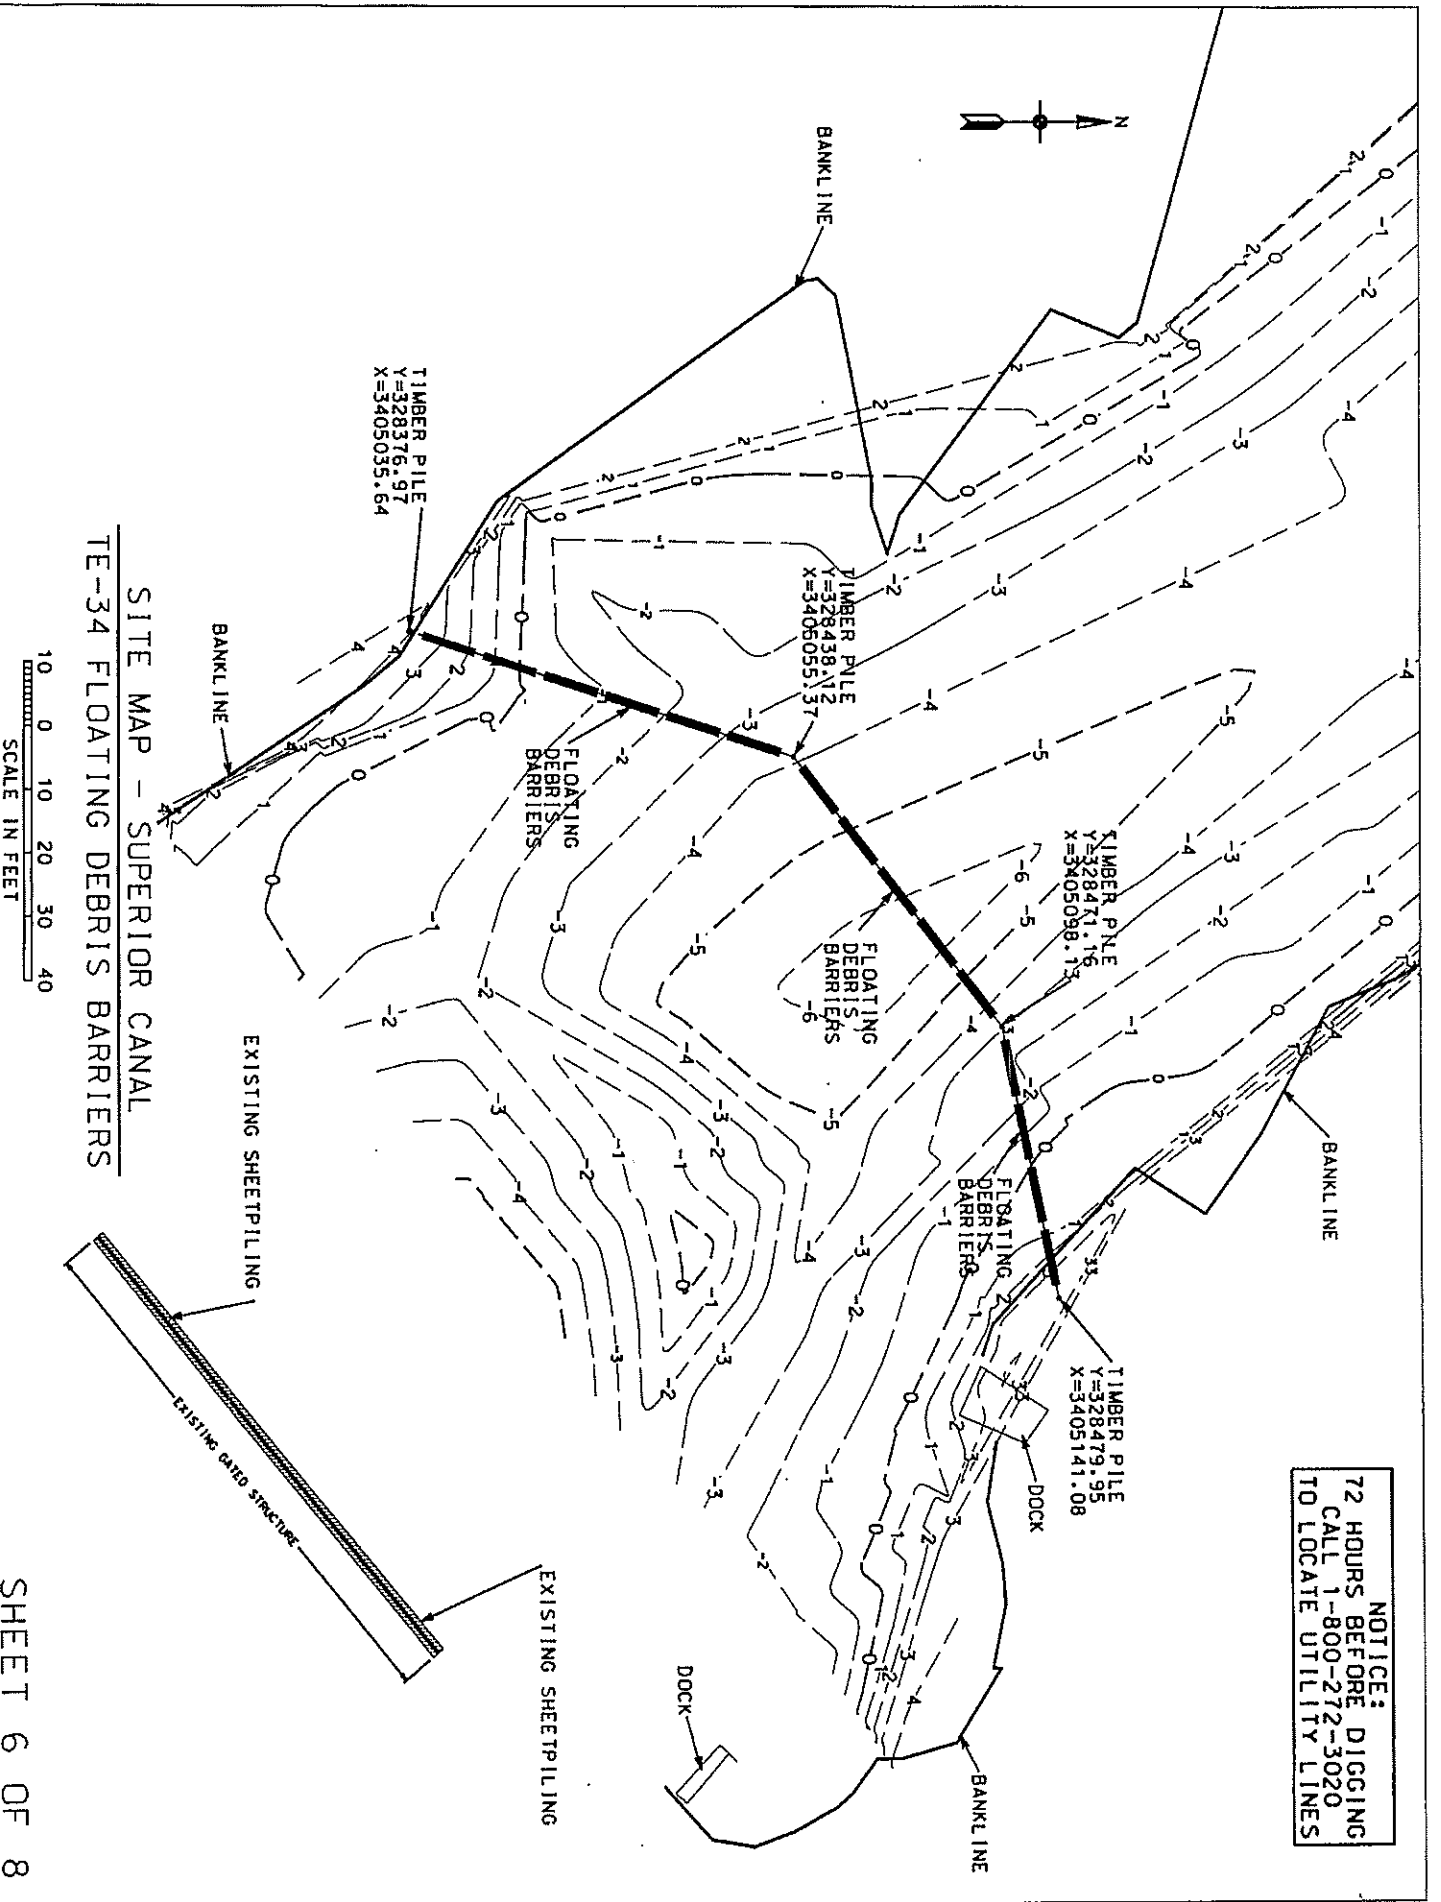 NOTICE:
72 HOURS BEFORE DIGGING
CALL 1-800-272-3020
TO LOCATE UTILITY LINES
N
BANKLINE
BANKLINE
BANKLINE
BANKLINE
TIMBER PILE
Y=328376.97
X=3405035.64
TIMBER PILE
Y=328438.12
X=3405055.37
TIMBER PILE
Y=328471.16
X=3405098.13
TIMBER PILE
Y=328479.95
X=3405141.08
FLOATING
DEBRIS
BARRIERS
FLOATING
DEBRIS
BARRIERS
FLOATING
DEBRIS
BARRIERS
DOCK
DOCK
EXISTING SHEETPILING
EXISTING SHEETPILING
EXISTING GATED STRUCTURE
SITE MAP - SUPERIOR CANAL
TE-34 FLOATING DEBRIS BARRIERS
10 0 10 20 30 40
SCALE IN FEET
SHEET 6 OF 8